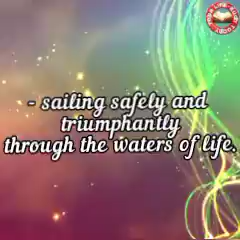 - sailing safely and
triumphantly
through the waters of life.